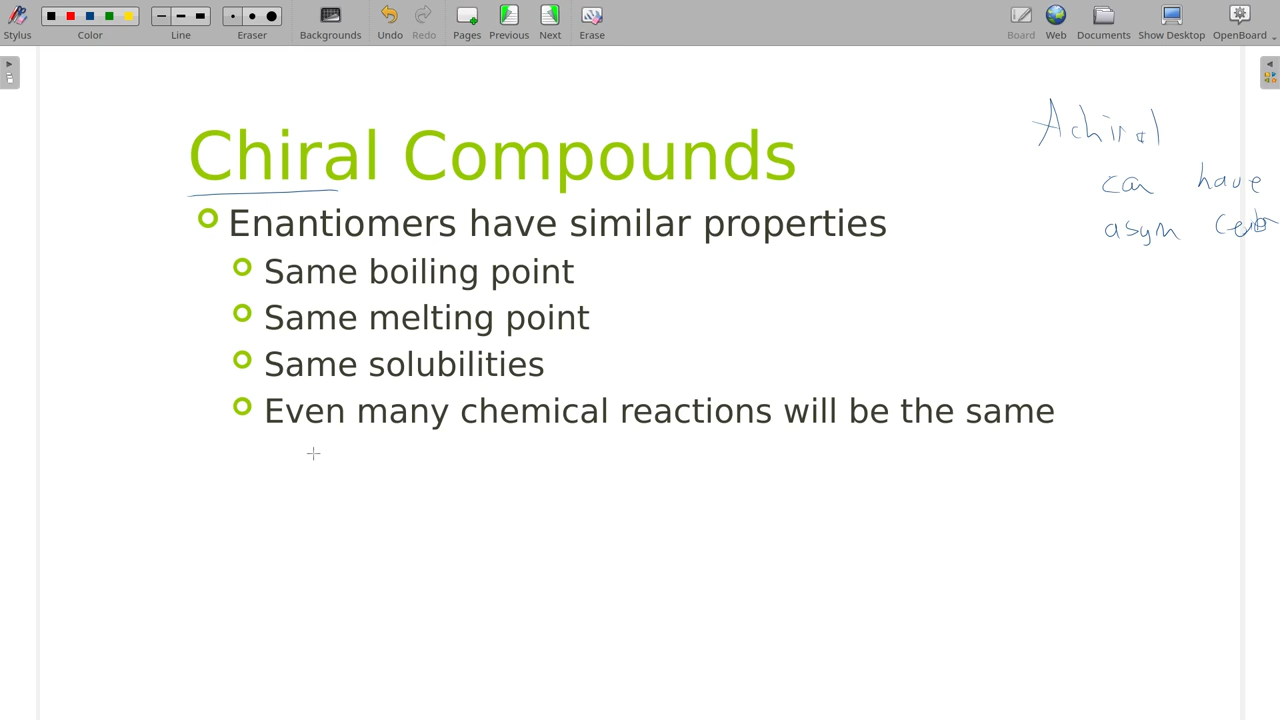 Stylus
Color
Line
Eraser
Backgrounds
Undo
Redo
Pages
Previous
Next
Erase
Board
Web
Documents
Show Desktop
OpenBoard
Chiral Compounds
Enantiomers have similar properties
Same boiling point
Same melting point
Same solubilities
Even many chemical reactions will be the same
Achiral
can have
asym